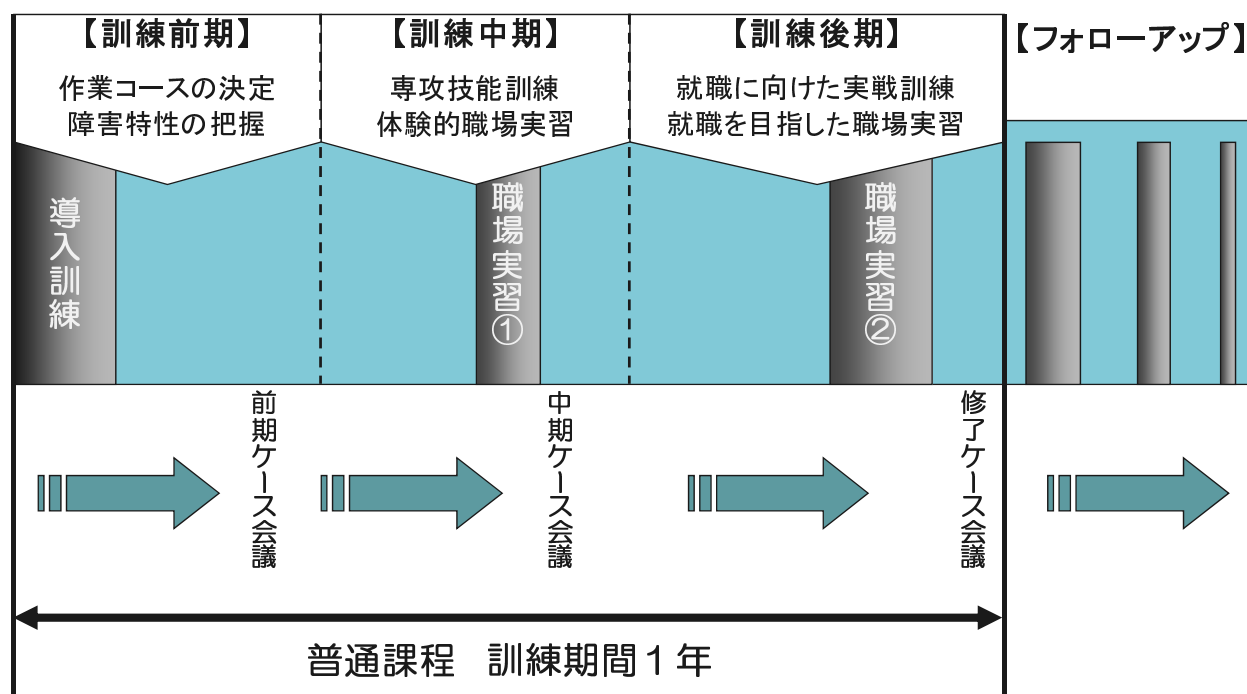 【訓練前期】
作業コースの決定
障害特性の把握
【訓練中期】
専攻技能訓練
体験的職場実習
【訓練後期】
就職に向けた実戦訓練
就職を目指した職場実習
【フォローアップ】
導入訓練
職場実習①
職場実習②
前期ケース会議
中期ケース会議
修了ケース会議
普通課程 訓練期間1年